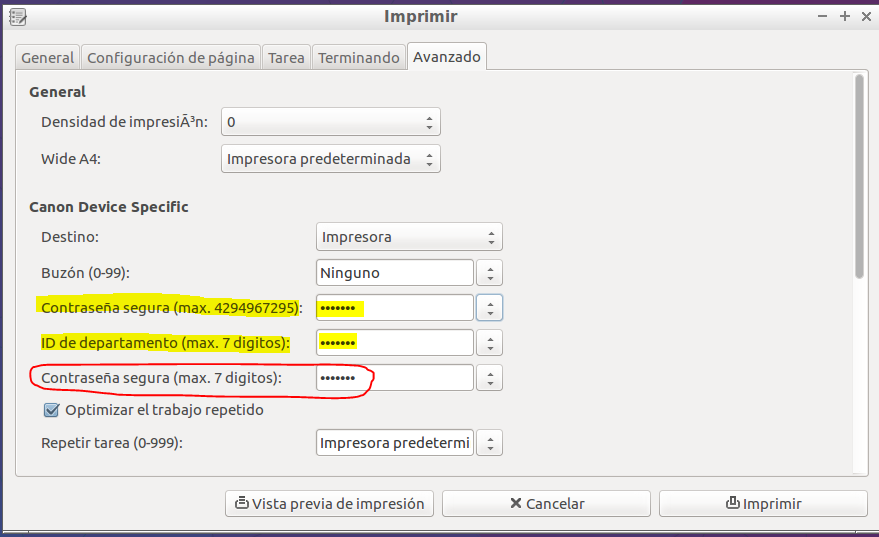 Imprimir
General Configuración de página Tarea Terminando Avanzado
General
Densidad de impresiÃ³n: 0
Wide A4: Impresora predeterminada
Canon Device Specific
Destino: Impresora
Buzón (0-99): Ninguno
Contraseña segura (max. 4294967295): •••••••
ID de departamento (max. 7 digitos): •••••••
Contraseña segura (max. 7 digitos): •••••••
Optimizar el trabajo repetido
Repetir tarea (0-999): Impresora predetermi
Vista previa de impresión Cancelar Imprimir